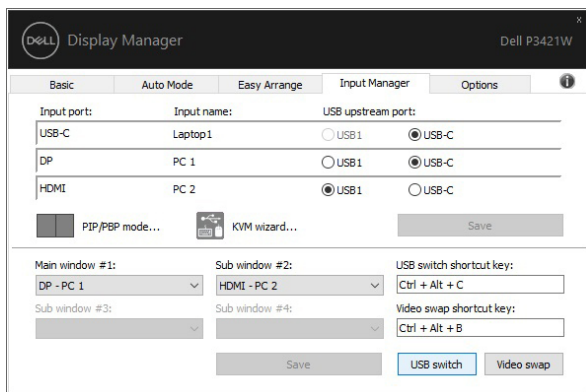 DELL Display Manager Dell P3421W
Basic Auto Mode Easy Arrange Input Manager Options
Input port: Input name: USB upstream port:
USB-C Laptop1 USB1 USB-C
DP PC 1 USB1 USB-C
HDMI PC 2 USB1 USB-C
PIP/PBP mode... KVM wizard... Save
Main window #1: Sub window #2: USB switch shortcut key:
DP - PC 1 HDMI - PC 2 Ctrl + Alt + C
Sub window #3: Sub window #4: Video swap shortcut key:
Ctrl + Alt + B
Save USB switch Video swap